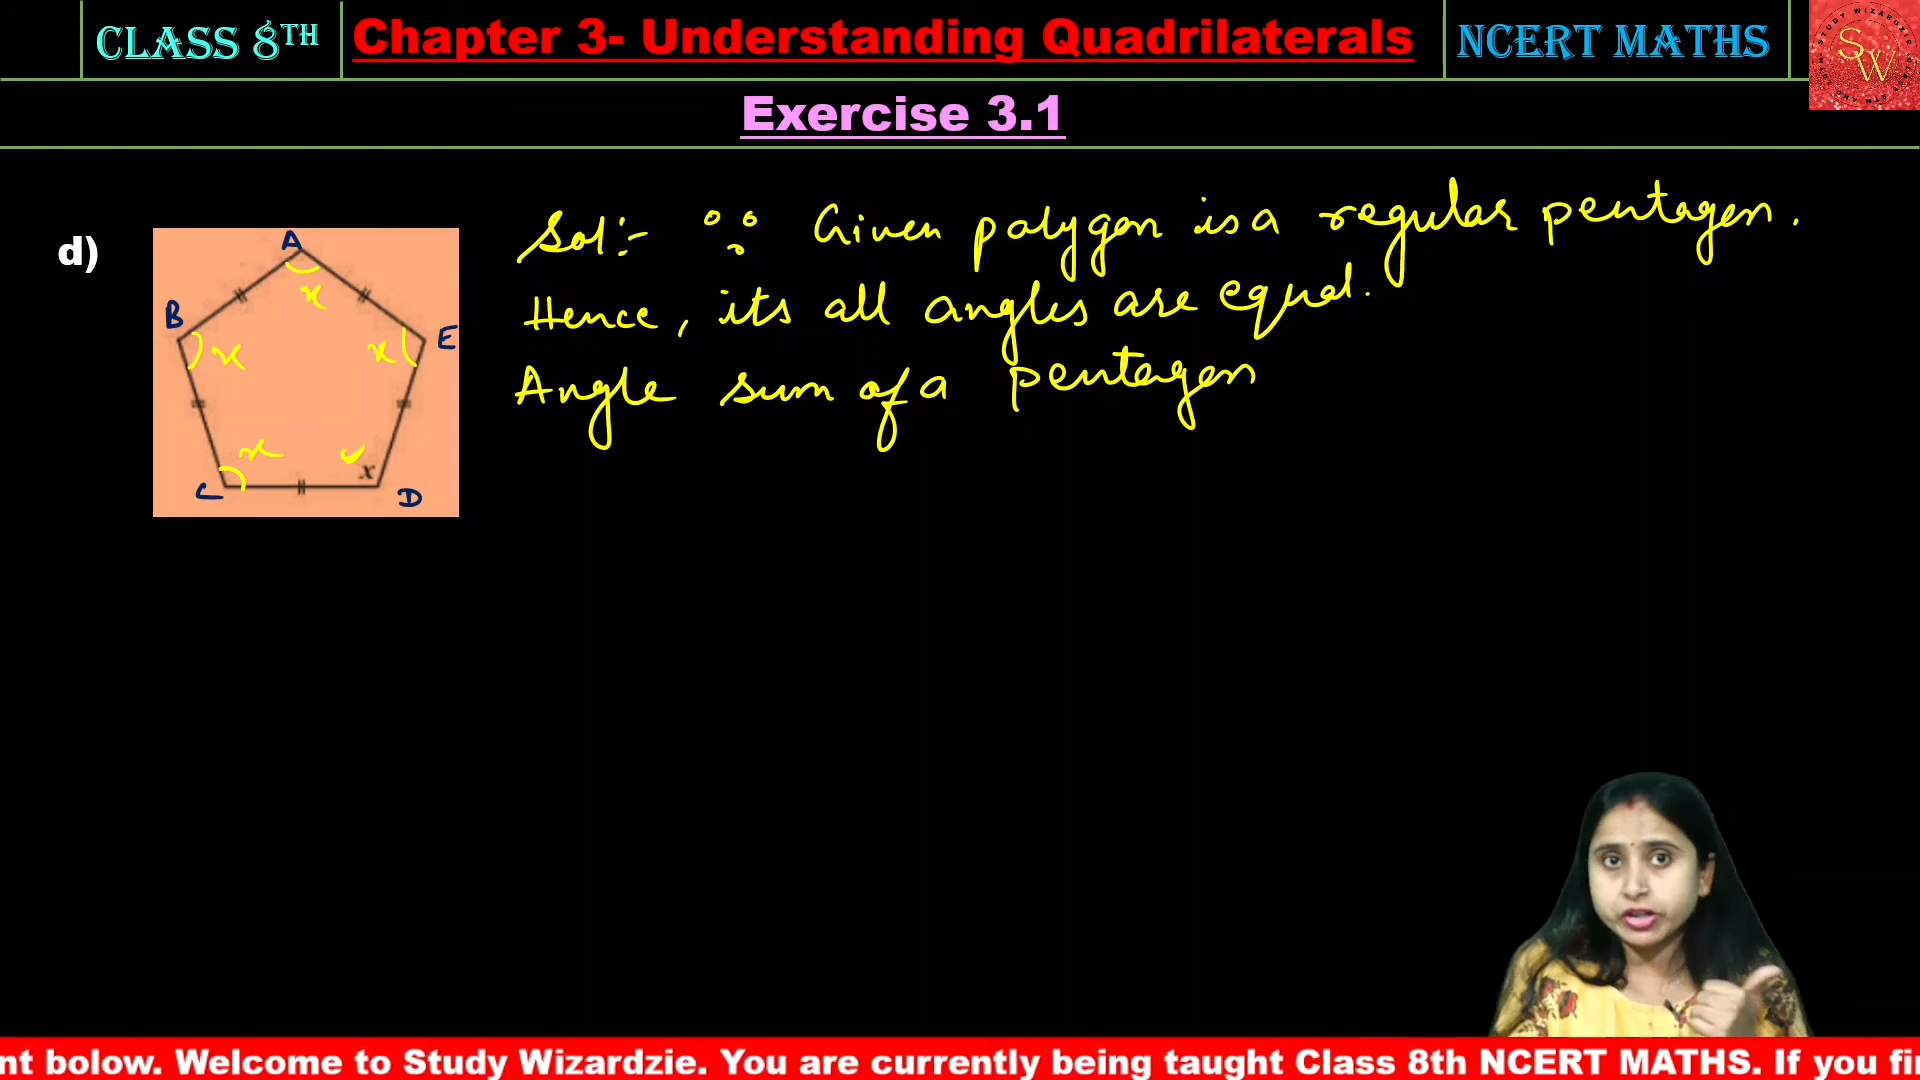 CLASS 8TH
Chapter 3- Understanding Quadrilaterals
NCERT MATHS
SW
Exercise 3.1
d)
A
B
E
C
D
x
x
x
x
x
Sol:- ∵ Given polygon is a regular pentagon.
Hence, its all angles are equal.
Angle sum of a pentagon
nt bolow. Welcome to Study Wizardzie. You are currently being taught Class 8th NCERT MATHS. If you fi